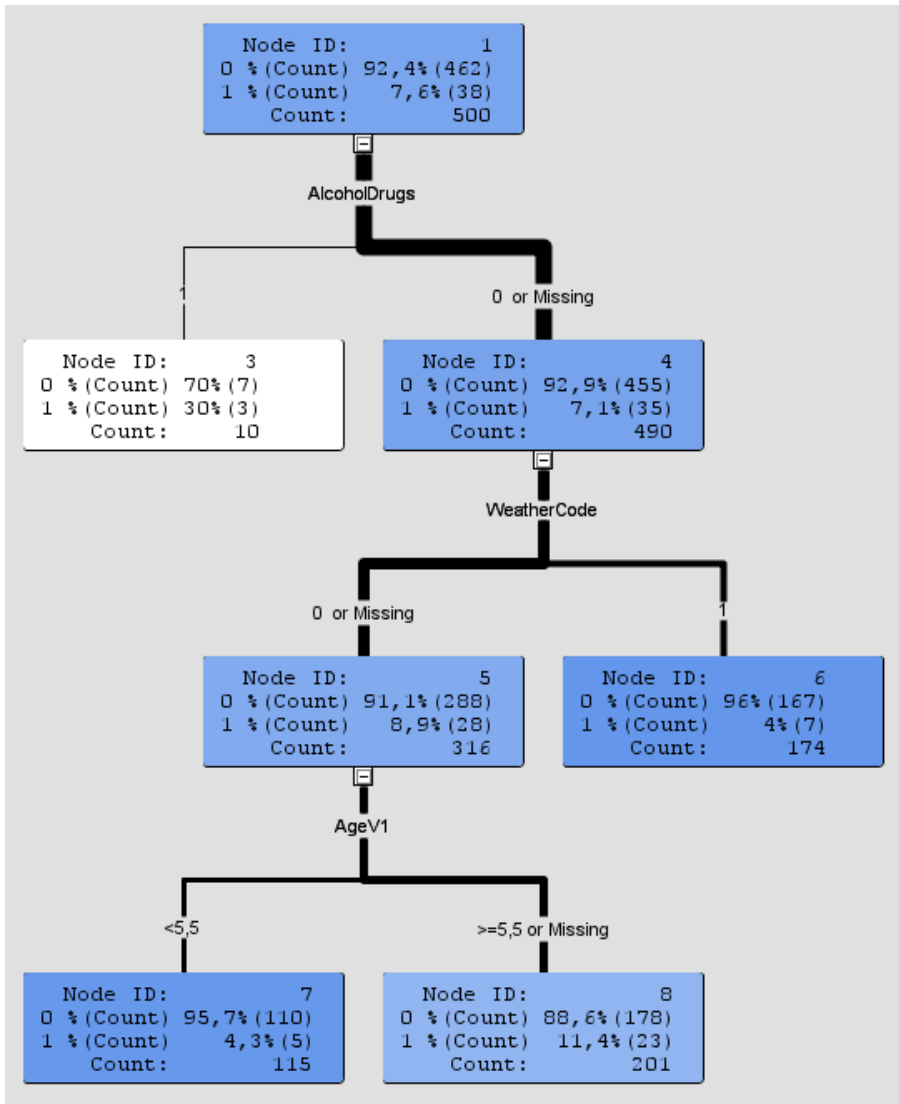 Node ID: 1
0 %(Count) 92,4%(462)
1 %(Count) 7,6%(38)
Count: 500
AlcoholDrugs
1
0 or Missing
Node ID: 3
0 %(Count) 70%(7)
1 %(Count) 30%(3)
Count: 10
Node ID: 4
0 %(Count) 92,9%(455)
1 %(Count) 7,1%(35)
Count: 490
WeatherCode
0 or Missing
1
Node ID: 5
0 %(Count) 91,1%(288)
1 %(Count) 8,9%(28)
Count: 316
Node ID: 6
0 %(Count) 96%(167)
1 %(Count) 4%(7)
Count: 174
AgeV1
<5,5
>=5,5 or Missing
Node ID: 7
0 %(Count) 95,7%(110)
1 %(Count) 4,3%(5)
Count: 115
Node ID: 8
0 %(Count) 88,6%(178)
1 %(Count) 11,4%(23)
Count: 201